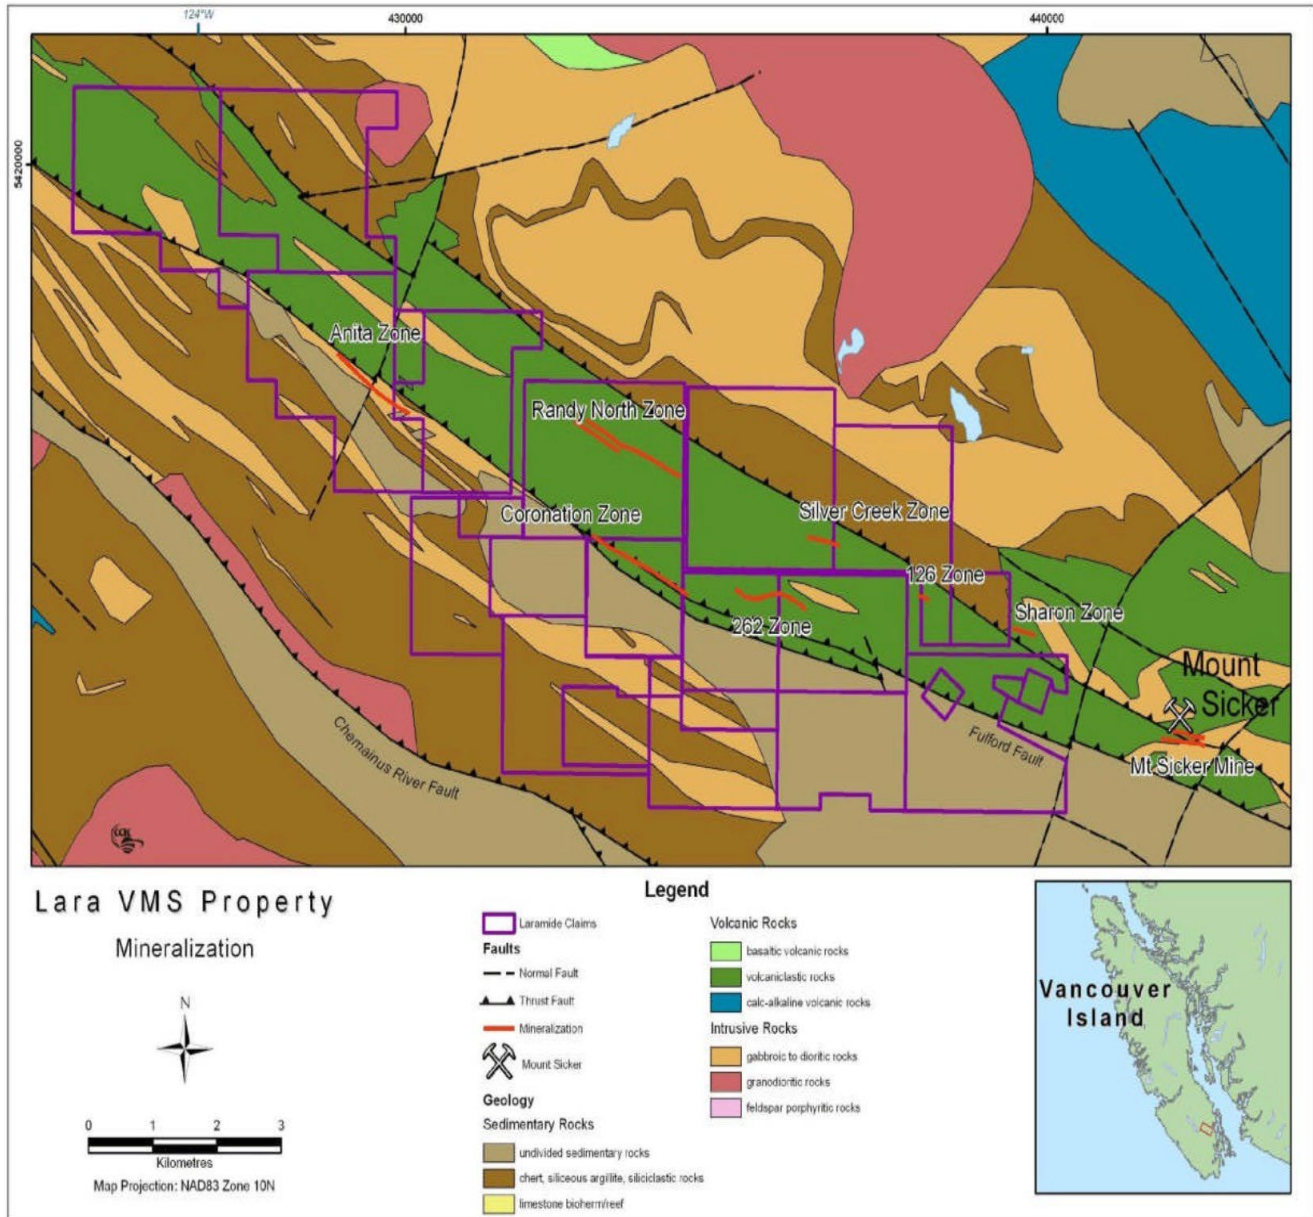 124°W
430000
440000
5420000
Anita Zone
Randy North Zone
Coronation Zone
Silver Creek Zone
126 Zone
Sharon Zone
262 Zone
Mount
Sicker
Fulford Fault
Mt Sicker Mine
Chemainus River Fault
Lara VMS Property
Mineralization
N
0 1 2 3
Kilometres
Map Projection: NAD83 Zone 10N
Legend
Laramide Claims
Faults
Normal Fault
Thrust Fault
Mineralization
Mount Sicker
Geology
Sedimentary Rocks
undivided sedimentary rocks
chert, siliceous argillite, siliciclastic rocks
limestone bioherm/reef
Volcanic Rocks
basaltic volcanic rocks
volcaniclastic rocks
calc-alkaline volcanic rocks
Intrusive Rocks
gabbroic to dioritic rocks
granodioritic rocks
feldspar porphyritic rocks
Vancouver
Island